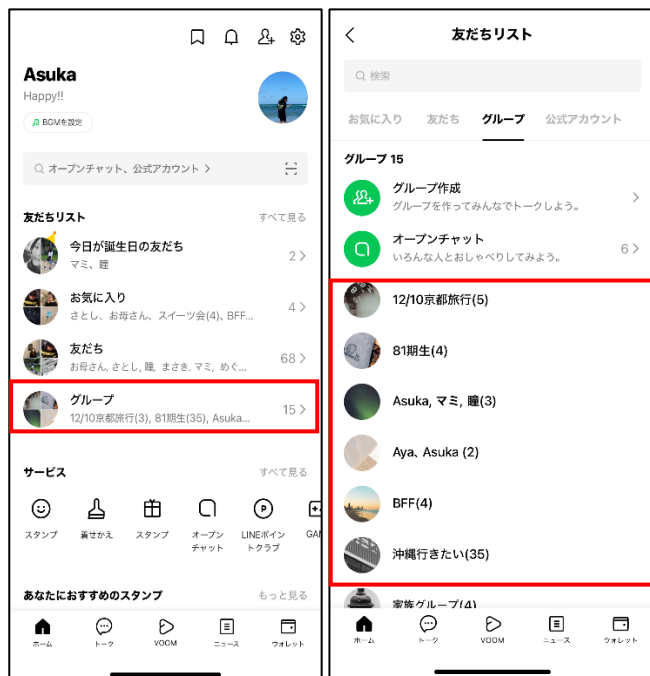 Asuka
Happy!!
BGMを設定
オープンチャット、公式アカウント
友だちリスト
すべて見る
今日が誕生日の友だち
マミ、瞳
2
お気に入り
さとし、お母さん、スイーツ会(4)、BFF...
4
友だち
お母さん, さとし, 瞳, まさき, マミ, めぐ...
68
グループ
12/10京都旅行(3), 81期生(35), Asuka...
15
サービス
すべて見る
スタンプ
着せかえ
スタンプ
オープン
チャット
LINEポイン
トクラブ
GA
あなたにおすすめのスタンプ
もっと見る
ホーム
トーク
VOOM
ニュース
ウォレット
友だちリスト
検索
お気に入り
友だち
グループ
公式アカウント
グループ 15
グループ作成
グループを作ってみんなでトークしよう。
オープンチャット
いろんな人とおしゃべりしてみよう。
6
12/10京都旅行(5)
81期生(4)
Asuka, マミ, 瞳(3)
Aya、Asuka (2)
BFF(4)
沖縄行きたい(35)
家族グループ(4)
ホーム
トーク
VOOM
ニュース
ウォレット